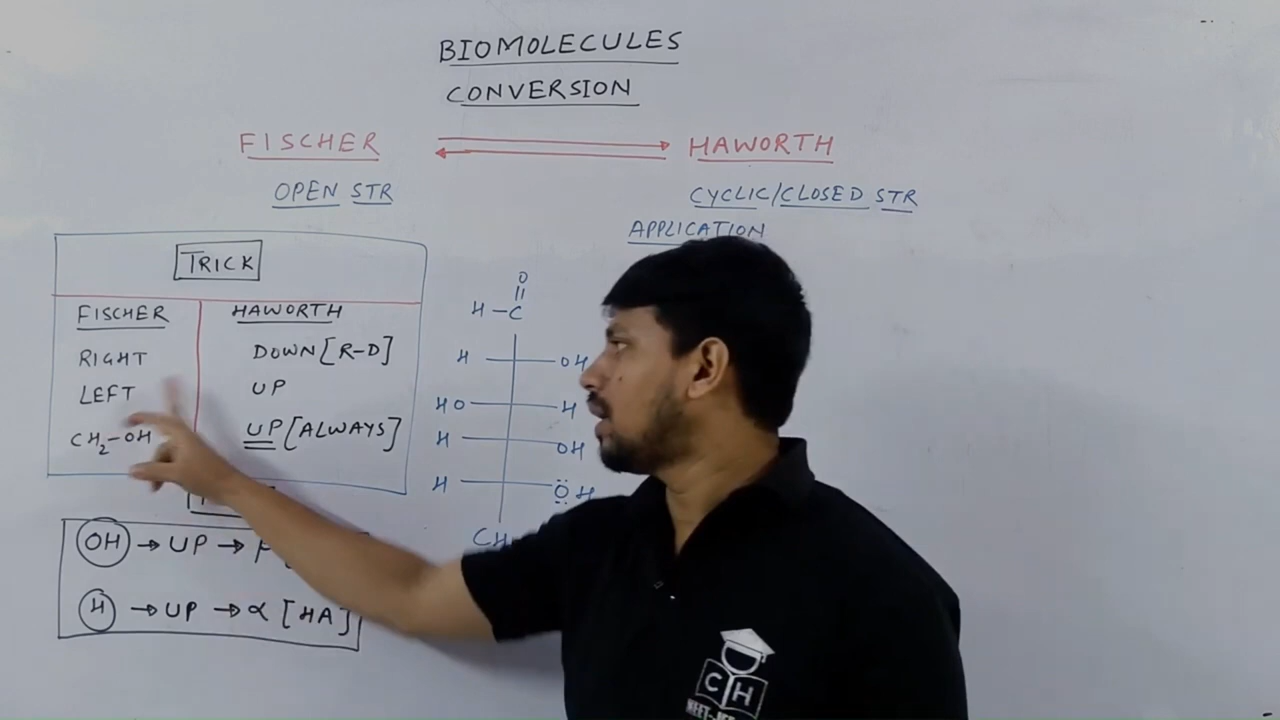 BIOMOLECULES
CONVERSION
FISCHER ⇌ HAWORTH
OPEN STR
CYCLIC/CLOSED STR
APPLICATION
TRICK
FISCHER HAWORTH
RIGHT DOWN [R-D]
LEFT UP
CH2-OH UP [ALWAYS]
OH → UP →
H → UP → α [HA]
O
H-C
H OH
HO H
H OH
H ÖH
CH
C H